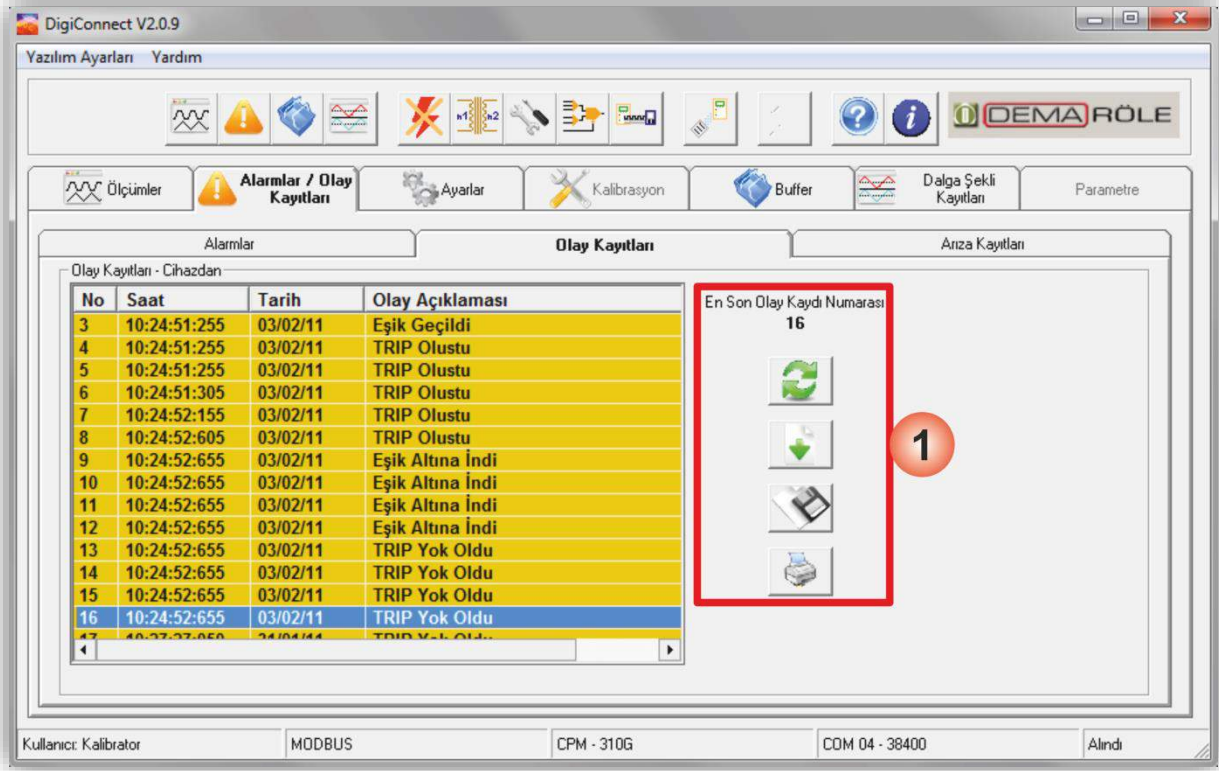 DigiConnect V2.0.9
Yazılım Ayarları Yardım
n1 n2
DEMA RÖLE
Ölçümler
Alarmlar / Olay
Kayıtları
Ayarlar
Kalibrasyon
Buffer
Dalga Şekli
Kayıtları
Parametre
Alarmlar
Olay Kayıtları
Arıza Kayıtları
Olay Kayıtları - Cihazdan
No Saat Tarih Olay Açıklaması
3 10:24:51:255 03/02/11 Eşik Geçildi
4 10:24:51:255 03/02/11 TRIP Olustu
5 10:24:51:255 03/02/11 TRIP Olustu
6 10:24:51:305 03/02/11 TRIP Olustu
7 10:24:52:155 03/02/11 TRIP Olustu
8 10:24:52:605 03/02/11 TRIP Olustu
9 10:24:52:655 03/02/11 Eşik Altına İndi
10 10:24:52:655 03/02/11 Eşik Altına İndi
11 10:24:52:655 03/02/11 Eşik Altına İndi
12 10:24:52:655 03/02/11 Eşik Altına İndi
13 10:24:52:655 03/02/11 TRIP Yok Oldu
14 10:24:52:655 03/02/11 TRIP Yok Oldu
15 10:24:52:655 03/02/11 TRIP Yok Oldu
16 10:24:52:655 03/02/11 TRIP Yok Oldu
17 TRIP Yok Oldu
En Son Olay Kaydı Numarası
16
1
Kullanıcı: Kalibrator MODBUS CPM - 310G COM 04 - 38400 Alındı